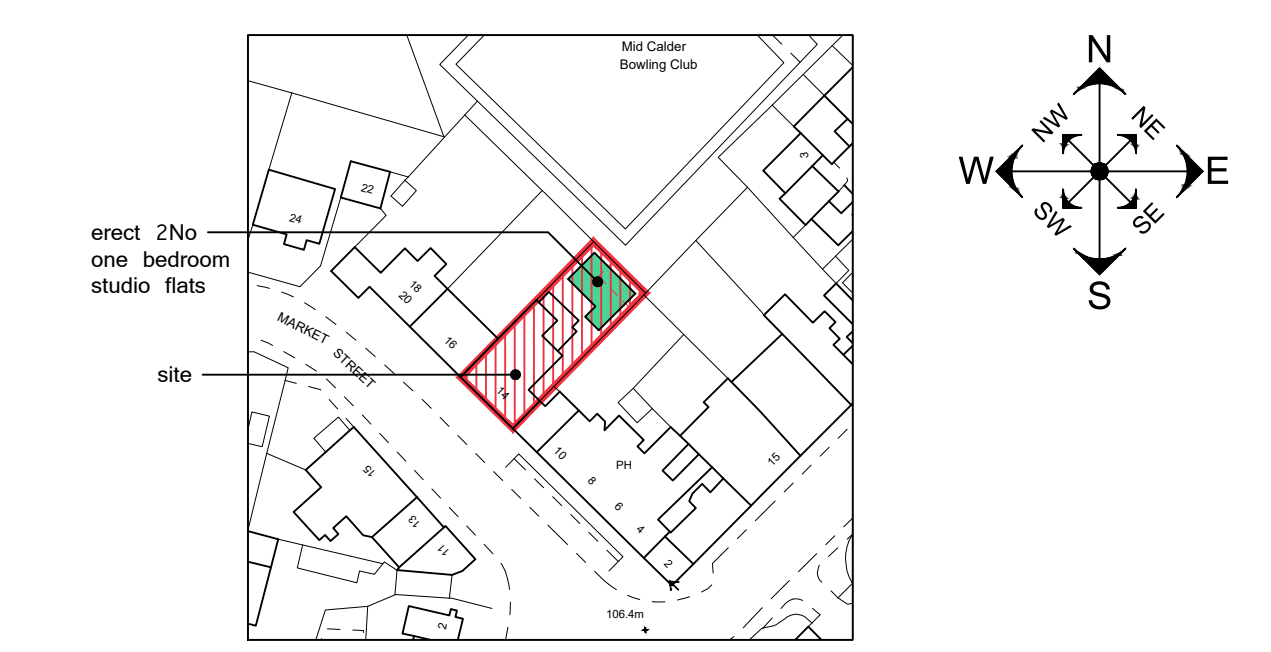 Mid Calder
Bowling Club
N
NW
NE
W
E
SW
SE
S
3
22
24
erect 2No
one bedroom
studio flats
18
20
MARKET STREET
16
site
14
10
PH
8
6
4
2
15
15
13
11
2
106.4m